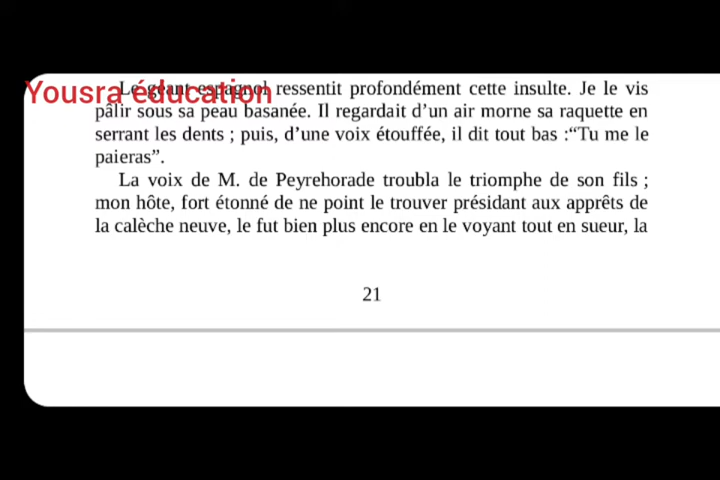 Yousra éducation
Le géant espagnol ressentit profondément cette insulte. Je le vis
pâlir sous sa peau basanée. Il regardait d’un air morne sa raquette en
serrant les dents ; puis, d’une voix étouffée, il dit tout bas :“Tu me le
paieras”.
La voix de M. de Peyrehorade troubla le triomphe de son fils ;
mon hôte, fort étonné de ne point le trouver présidant aux apprêts de
la calèche neuve, le fut bien plus encore en le voyant tout en sueur, la
21